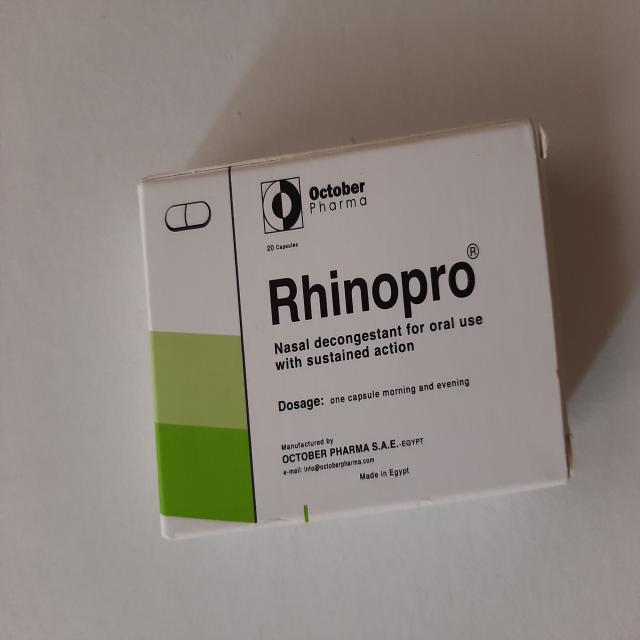 October
Pharma
20 Capsules
Rhinopro®
Nasal decongestant for oral use
with sustained action
Dosage: one capsule morning and evening
Manufactured by
OCTOBER PHARMA S.A.E.-EGYPT
e-mail: info@octoberpharma.com
Made in Egypt